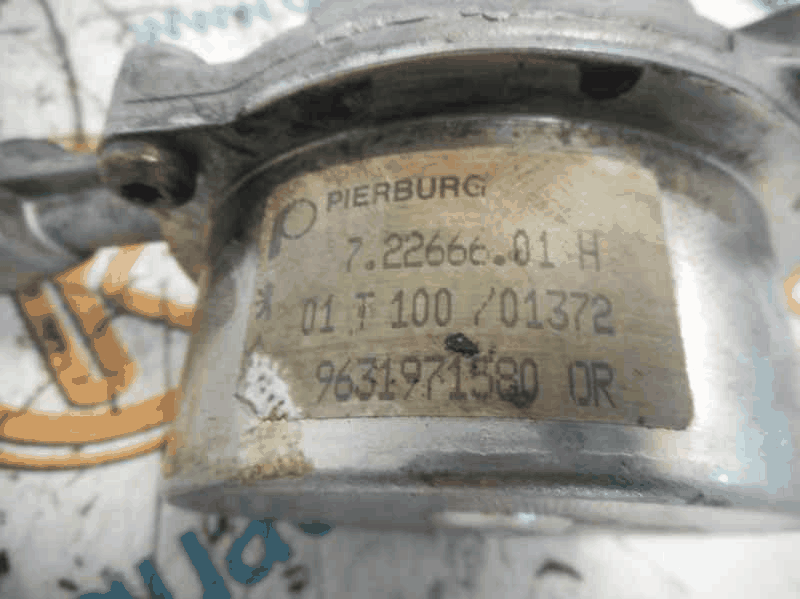 PIERBURG
7.22666.01 H
01 T 100 /01372
9631971580 OR